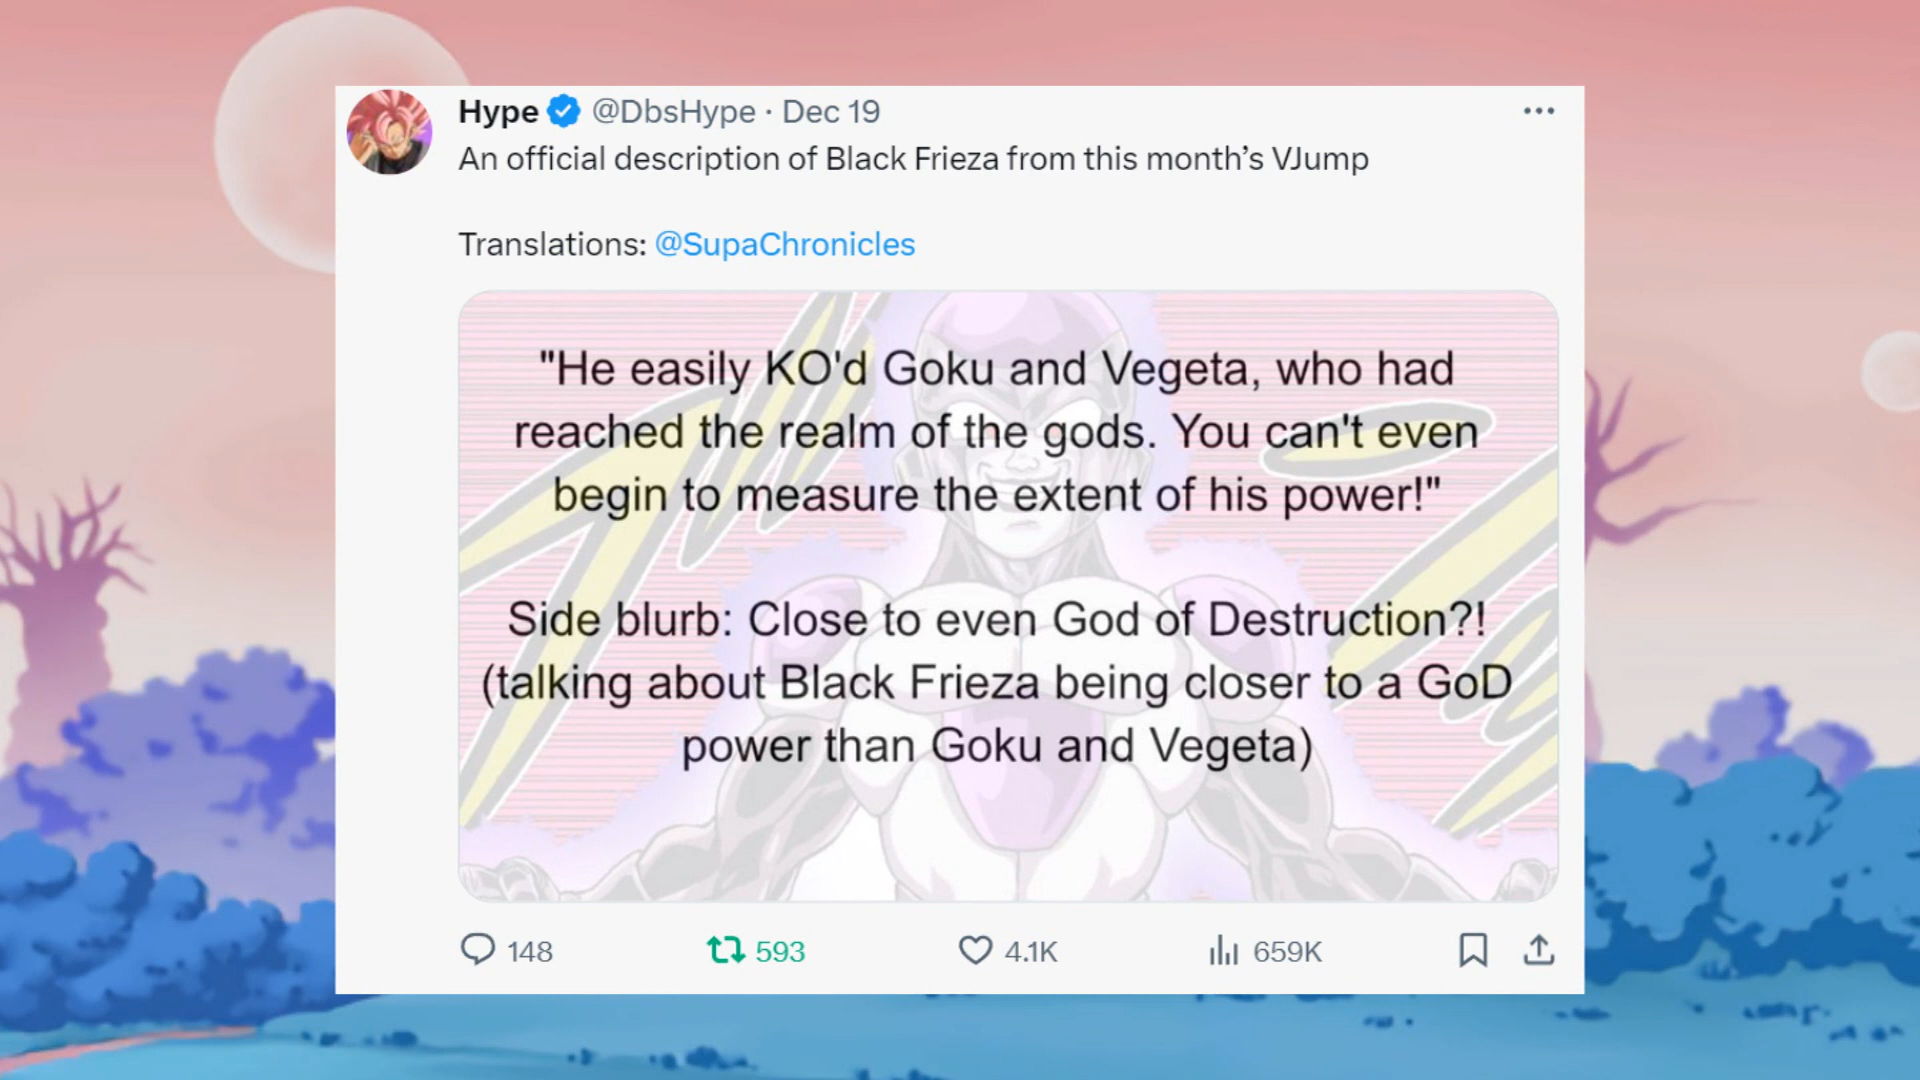 Hype @DbsHype · Dec 19
An official description of Black Frieza from this month’s VJump
Translations: @SupaChronicles
"He easily KO'd Goku and Vegeta, who had
reached the realm of the gods. You can't even
begin to measure the extent of his power!"
Side blurb: Close to even God of Destruction?!
(talking about Black Frieza being closer to a GoD
power than Goku and Vegeta)
148 593 4.1K 659K